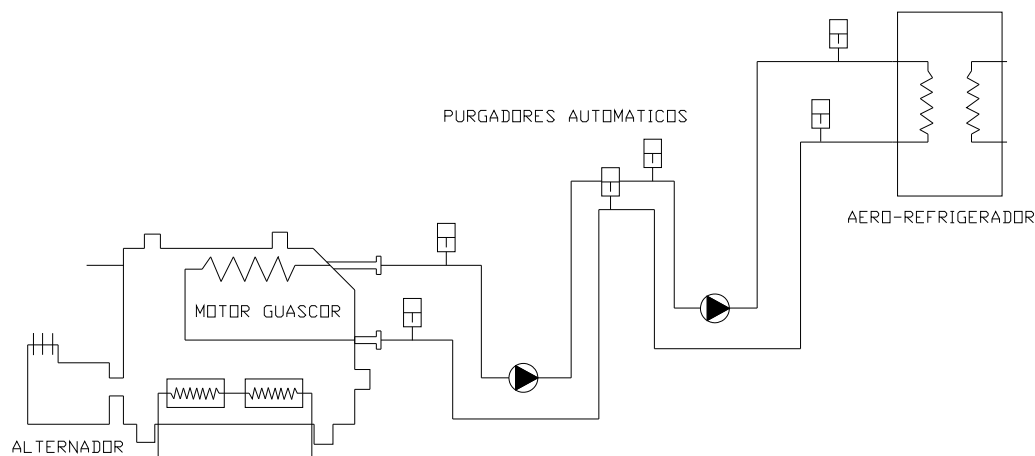 PURGADORES AUTOMATICOS
AERO-REFRIGERADOR
MOTOR GUASCOR
ALTERNADOR